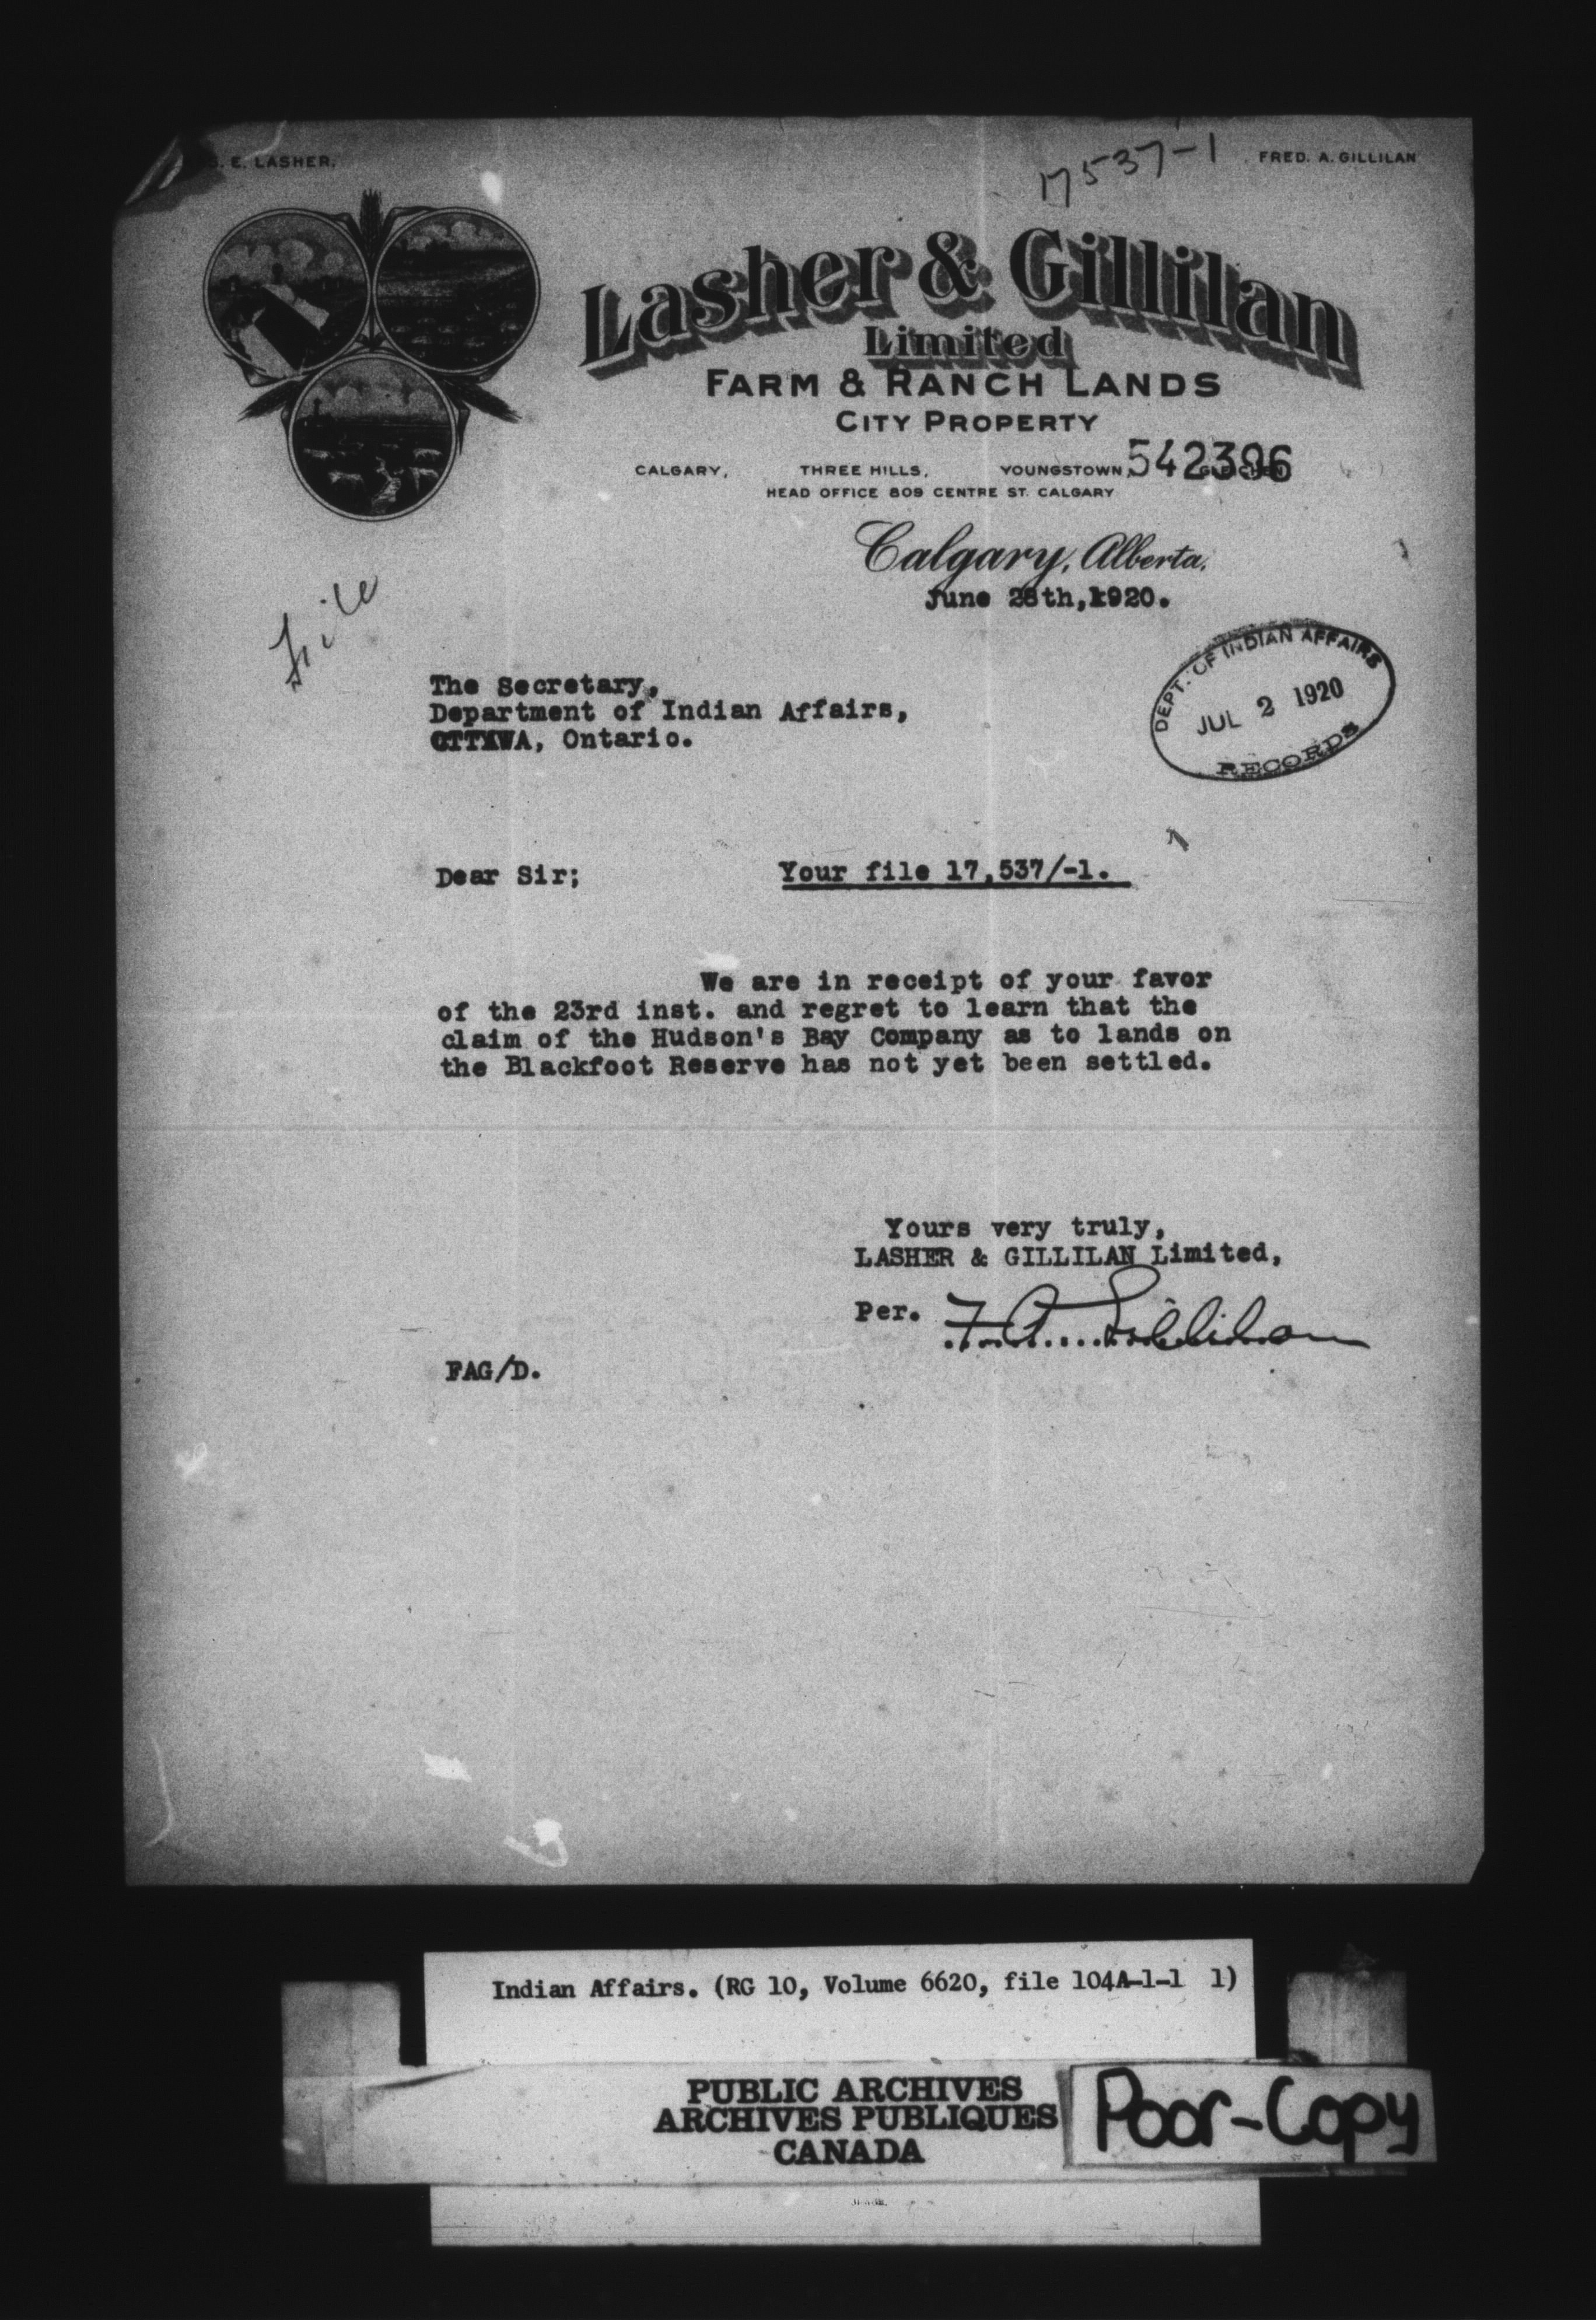 E. LASHER.
17537-1
FRED. A. GILLILAN
Lasher & Gillilan
Limited
FARM & RANCH LANDS
CITY PROPERTY
CALGARY, THREE HILLS, YOUNGSTOWN,
542396
HEAD OFFICE 809 CENTRE ST. CALGARY
Calgary, Alberta,
June 28th,1920.
File
DEPT. OF INDIAN AFFAIRS
JUL 2 1920
RECORDS
The Secretary,
Department of Indian Affairs,
OTTAWA, Ontario.
Dear Sir; Your file 17,537/-1.
We are in receipt of your favor
of the 23rd inst. and regret to learn that the
claim of the Hudson's Bay Company as to lands on
the Blackfoot Reserve has not yet been settled.
Yours very truly,
LASHER & GILLILAN Limited,
Per. F. A. Gillilan
FAG/D.
Indian Affairs. (RG 10, Volume 6620, file 104A-1-1 1)
PUBLIC ARCHIVES
ARCHIVES PUBLIQUES
CANADA
Poor-Copy